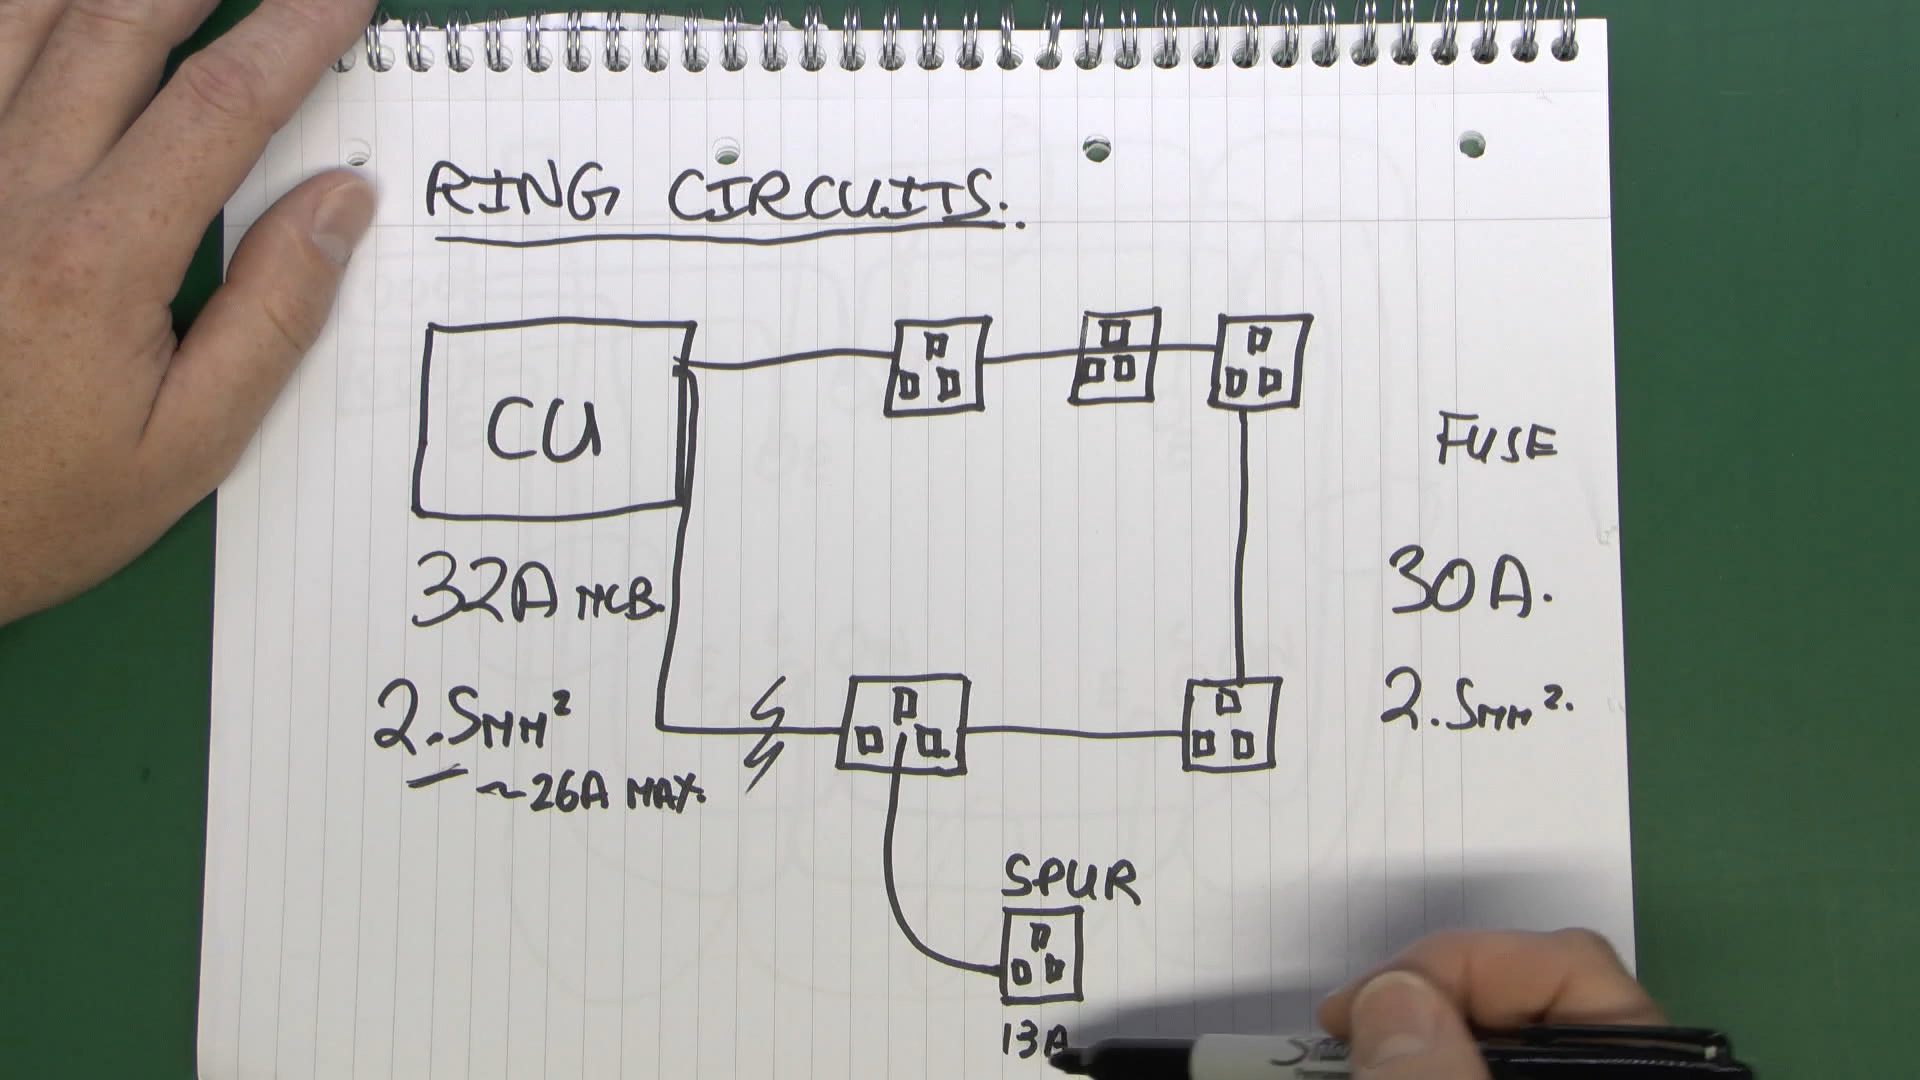 RING CIRCUITS.
CU
FUSE
32A MCB.
30A.
2.5MM²
2.5MM².
~26A MAX.
SPUR
13A